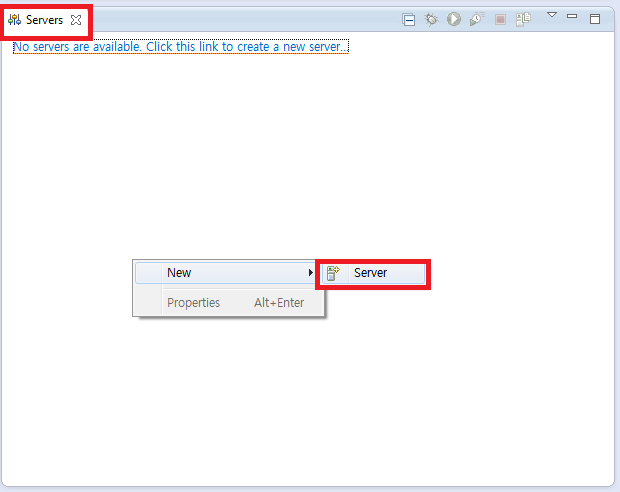 Servers
No servers are available. Click this link to create a new server...
New
Server
Properties Alt+Enter